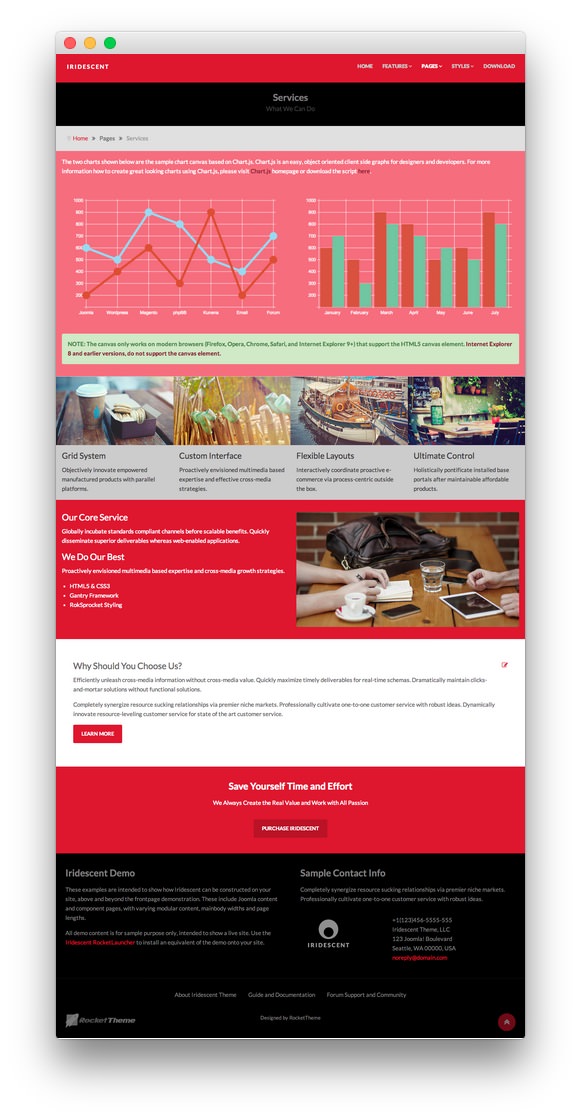 IRIDESCENT
HOME FEATURES PAGES STYLES DOWNLOAD
Services
What We Can Do
Home » Pages » Services
The two charts shown below are the sample chart canvas based on Chart.js. Chart.js is an easy, object oriented client side graphs for designers and developers. For more
information how to create great looking charts using Chart.js, please visit Chart.js homepage or download the script here.
1000
900
800
700
600
500
400
300
200
Joomla Wordpress Magento phpBB Kunena Email Forum
1000
900
800
700
600
500
400
300
200
January February March April May June July
NOTE: The canvas only works on modern browsers (Firefox, Opera, Chrome, Safari, and Internet Explorer 9+) that support the HTML5 canvas element. Internet Explorer
8 and earlier versions, do not support the canvas element.
Grid System
Objectively innovate empowered
manufactured products with parallel
platforms.
Custom Interface
Proactively envisioned multimedia based
expertise and effective cross-media
strategies.
Flexible Layouts
Interactively coordinate proactive e-
commerce via process-centric outside
the box.
Ultimate Control
Holistically pontificate installed base
portals after maintainable affordable
products.
Our Core Service
Globally incubate standards compliant channels before scalable benefits. Quickly
disseminate superior deliverables whereas web-enabled applications.
We Do Our Best
Proactively envisioned multimedia based expertise and cross-media growth strategies.
HTML5 & CSS3
Gantry Framework
RokSprocket Styling
Why Should You Choose Us?
Efficiently unleash cross-media information without cross-media value. Quickly maximize timely deliverables for real-time schemas. Dramatically maintain clicks-
and-mortar solutions without functional solutions.
Completely synergize resource sucking relationships via premier niche markets. Professionally cultivate one-to-one customer service with robust ideas. Dynamically
innovate resource-leveling customer service for state of the art customer service.
LEARN MORE
Save Yourself Time and Effort
We Always Create the Real Value and Work with All Passion
PURCHASE IRIDESCENT
Iridescent Demo
These examples are intended to show how Iridescent can be constructed on your
site, above and beyond the frontpage demonstration. These include Joomla content
and component pages, with varying modular content, mainbody widths and page
lengths.
All demo content is for sample purpose only, intended to show a live site. Use the
Iridescent RocketLauncher to install an equivalent of the demo onto your site.
Sample Contact Info
Completely synergize resource sucking relationships via premier niche markets.
Professionally cultivate one-to-one customer service with robust ideas.
IRIDESCENT
+1(123)456-5555-555
Iridescent Theme, LLC
123 Joomla! Boulevard
Seattle, WA 00000, USA
noreply@domain.com
About Iridescent Theme Guide and Documentation Forum Support and Community
RocketTheme
Designed by RocketTheme